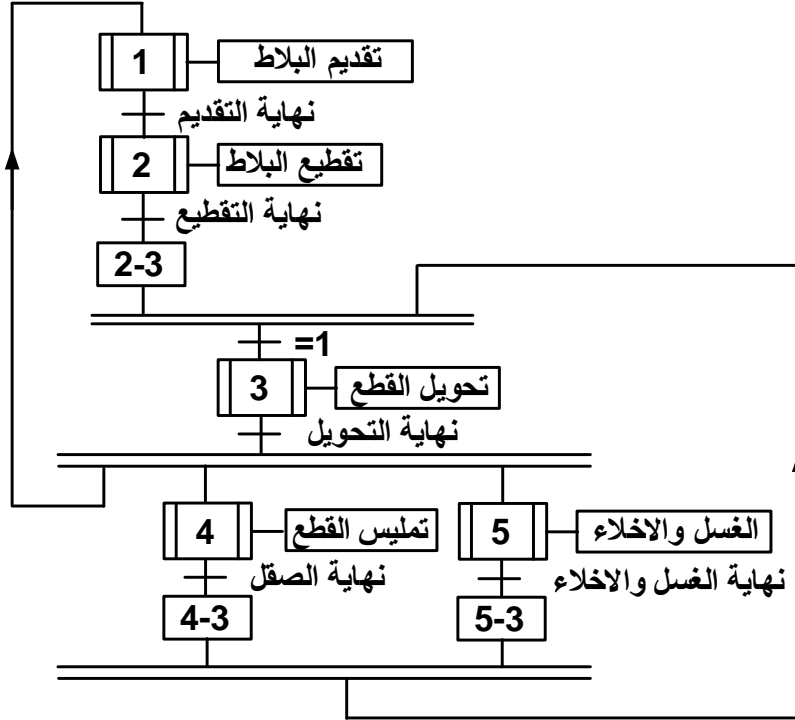 1
تقديم البلاط
نهاية التقديم
2
تقطيع البلاط
نهاية التقطيع
2-3
=1
3
تحويل القطع
نهاية التحويل
4
تمليس القطع
5
الغسل والاخلاء
نهاية الصقل
نهاية الغسل والاخلاء
4-3
5-3